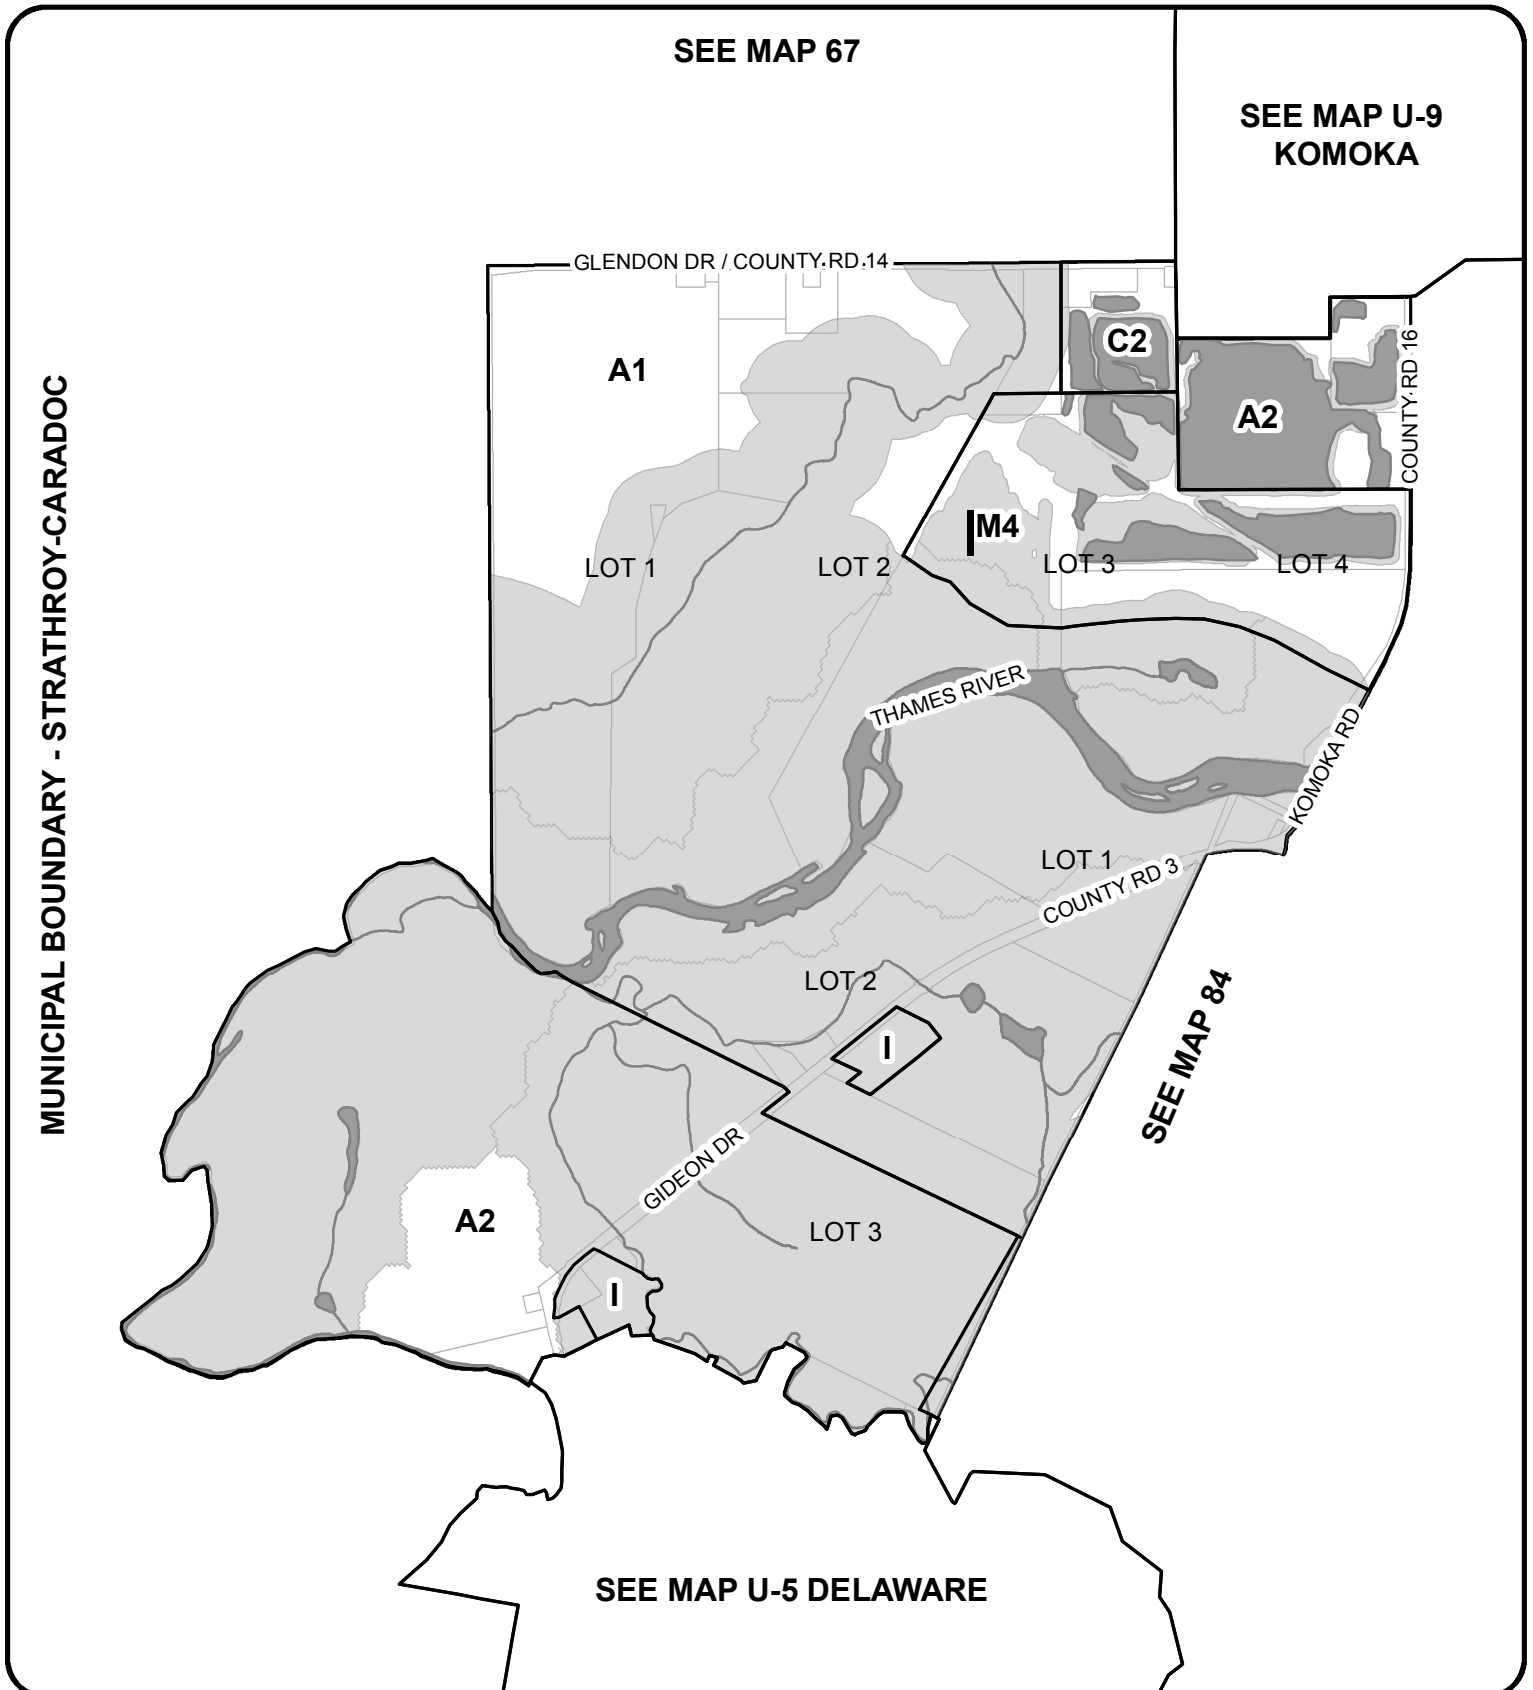 SEE MAP 67
SEE MAP U-9
KOMOKA
GLENDON DR / COUNTY RD 14
C2
COUNTY RD 16
A1
A2
MUNICIPAL BOUNDARY - STRATHROY-CARADOC
M4
LOT 1
LOT 2
LOT 3
LOT 4
THAMES RIVER
KOMOKA RD
LOT 1
COUNTY RD 3
LOT 2
I
SEE MAP 84
GIDEON DR
A2
LOT 3
I
SEE MAP U-5 DELAWARE